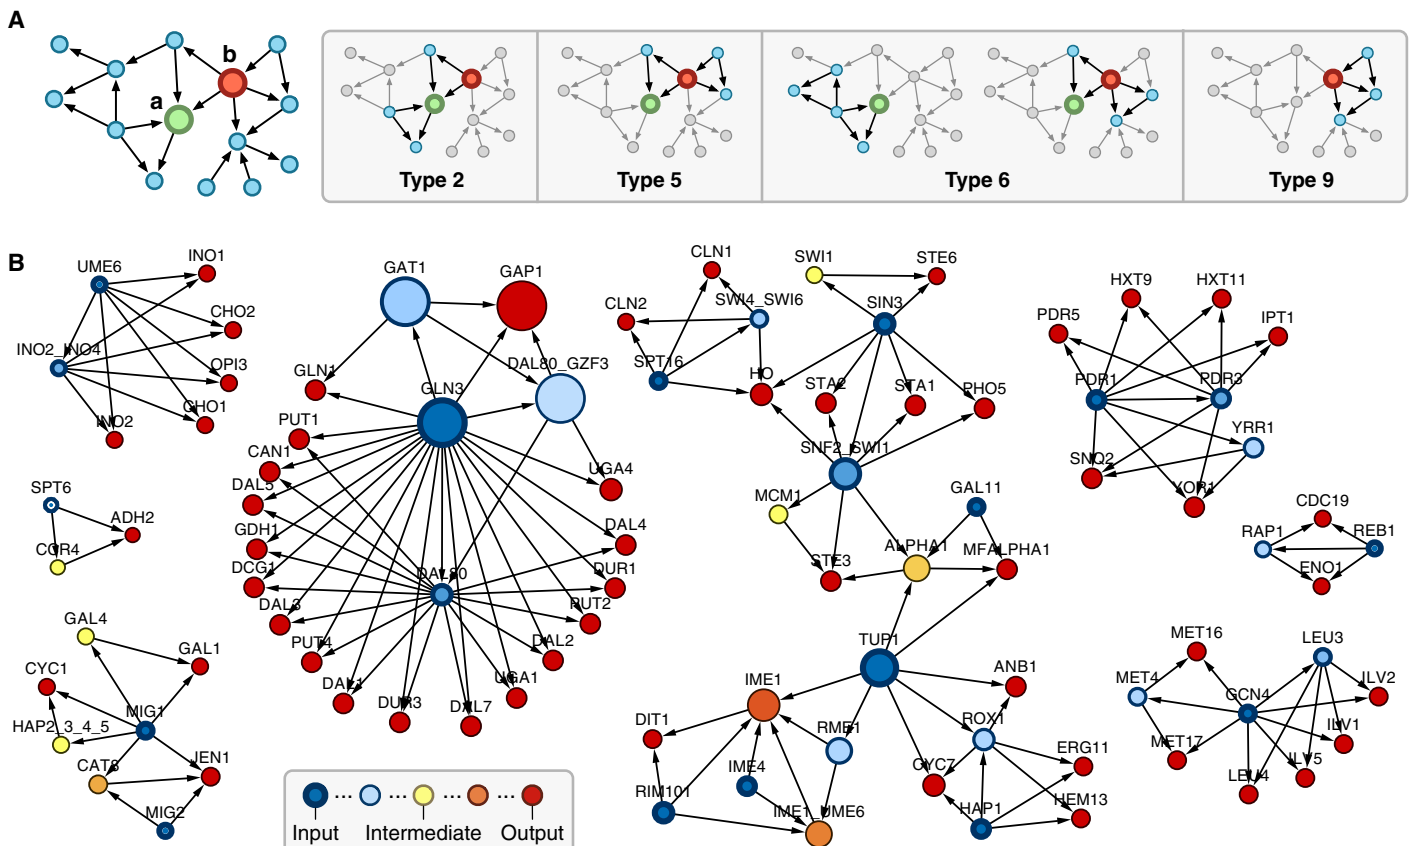 A
b
a
Type 2
Type 5
Type 6
Type 9
B
UME6
INO1
CHO2
INO2_INO4
OPI3
CHO1
INO2
SPT6
ADH2
CCR4
GAL4
GAL1
CYC1
MIG1
HAP2_3_4_5
JEN1
CAT8
MIG2
GAT1
GAP1
DAL80_GZF3
GLN1
GLN3
PUT1
CAN1
DAL5
GDH1
DCG1
DAL3
PUT4
DAL1
DUR3
DAL7
UGA1
DAL2
PUT2
DUR1
DAL4
UGA4
DAL80
CLN1
SWI4_SWI6
CLN2
SPT16
HO
SWI1
STE6
SIN3
STA2
STA1
PHO5
SNF2_SWI1
MCM1
GAL11
STE3
ALPHA1
MFALPHA1
TUP1
ANB1
IME1
DIT1
RME1
ROX1
ERG11
IME4
CYC7
RIM101
IME1_UME6
HAP1
HEM13
HXT9
HXT11
PDR5
IPT1
PDR1
PDR3
YRR1
SNQ2
YOR1
CDC19
RAP1
REB1
ENO1
MET16
LEU3
MET4
GCN4
ILV2
ILV1
MET17
ILV5
LEU4
... ... ... ...
Input Intermediate Output